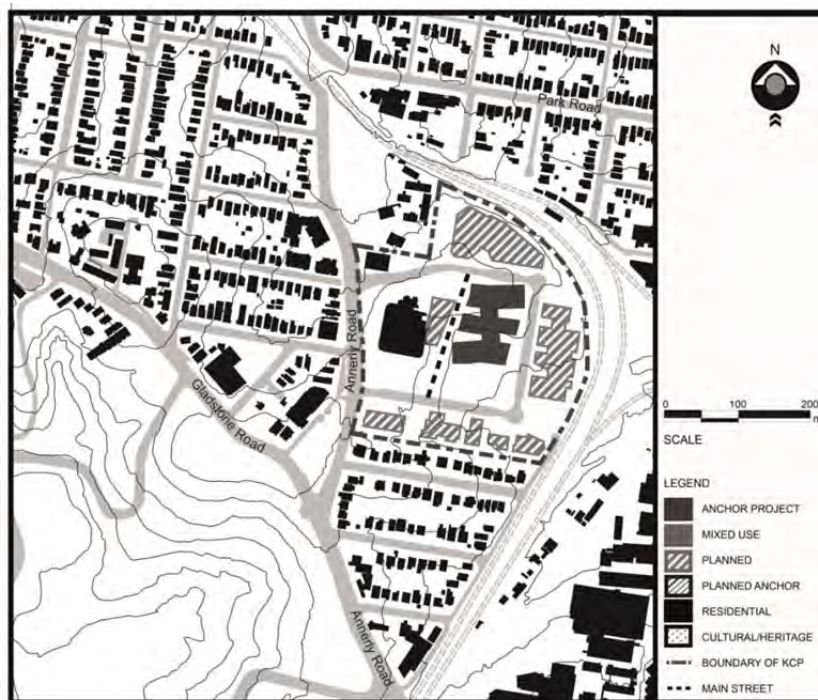 N
Park Road
Annerly Road
Gladstone Road
Annerly Road
0 100 200
m
SCALE
LEGEND
ANCHOR PROJECT
MIXED USE
PLANNED
PLANNED ANCHOR
RESIDENTIAL
CULTURAL/HERITAGE
BOUNDARY OF KCP
MAIN STREET